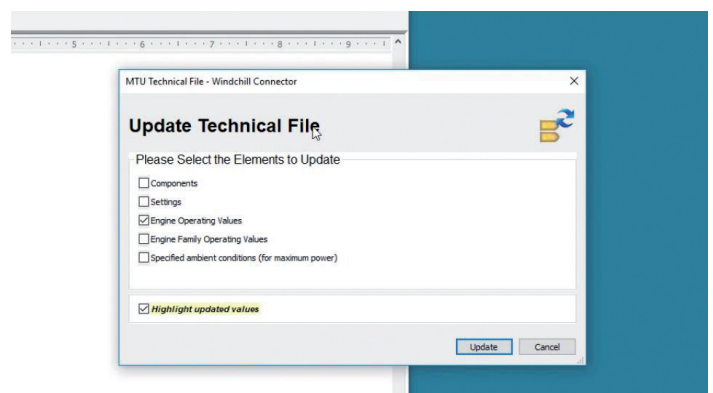 5 6 7 8 9
MTU Technical File - Windchill Connector
Update Technical File
Please Select the Elements to Update
Components
Settings
Engine Operating Values
Engine Family Operating Values
Specified ambient conditions (for maximum power)
Highlight updated values
Update Cancel